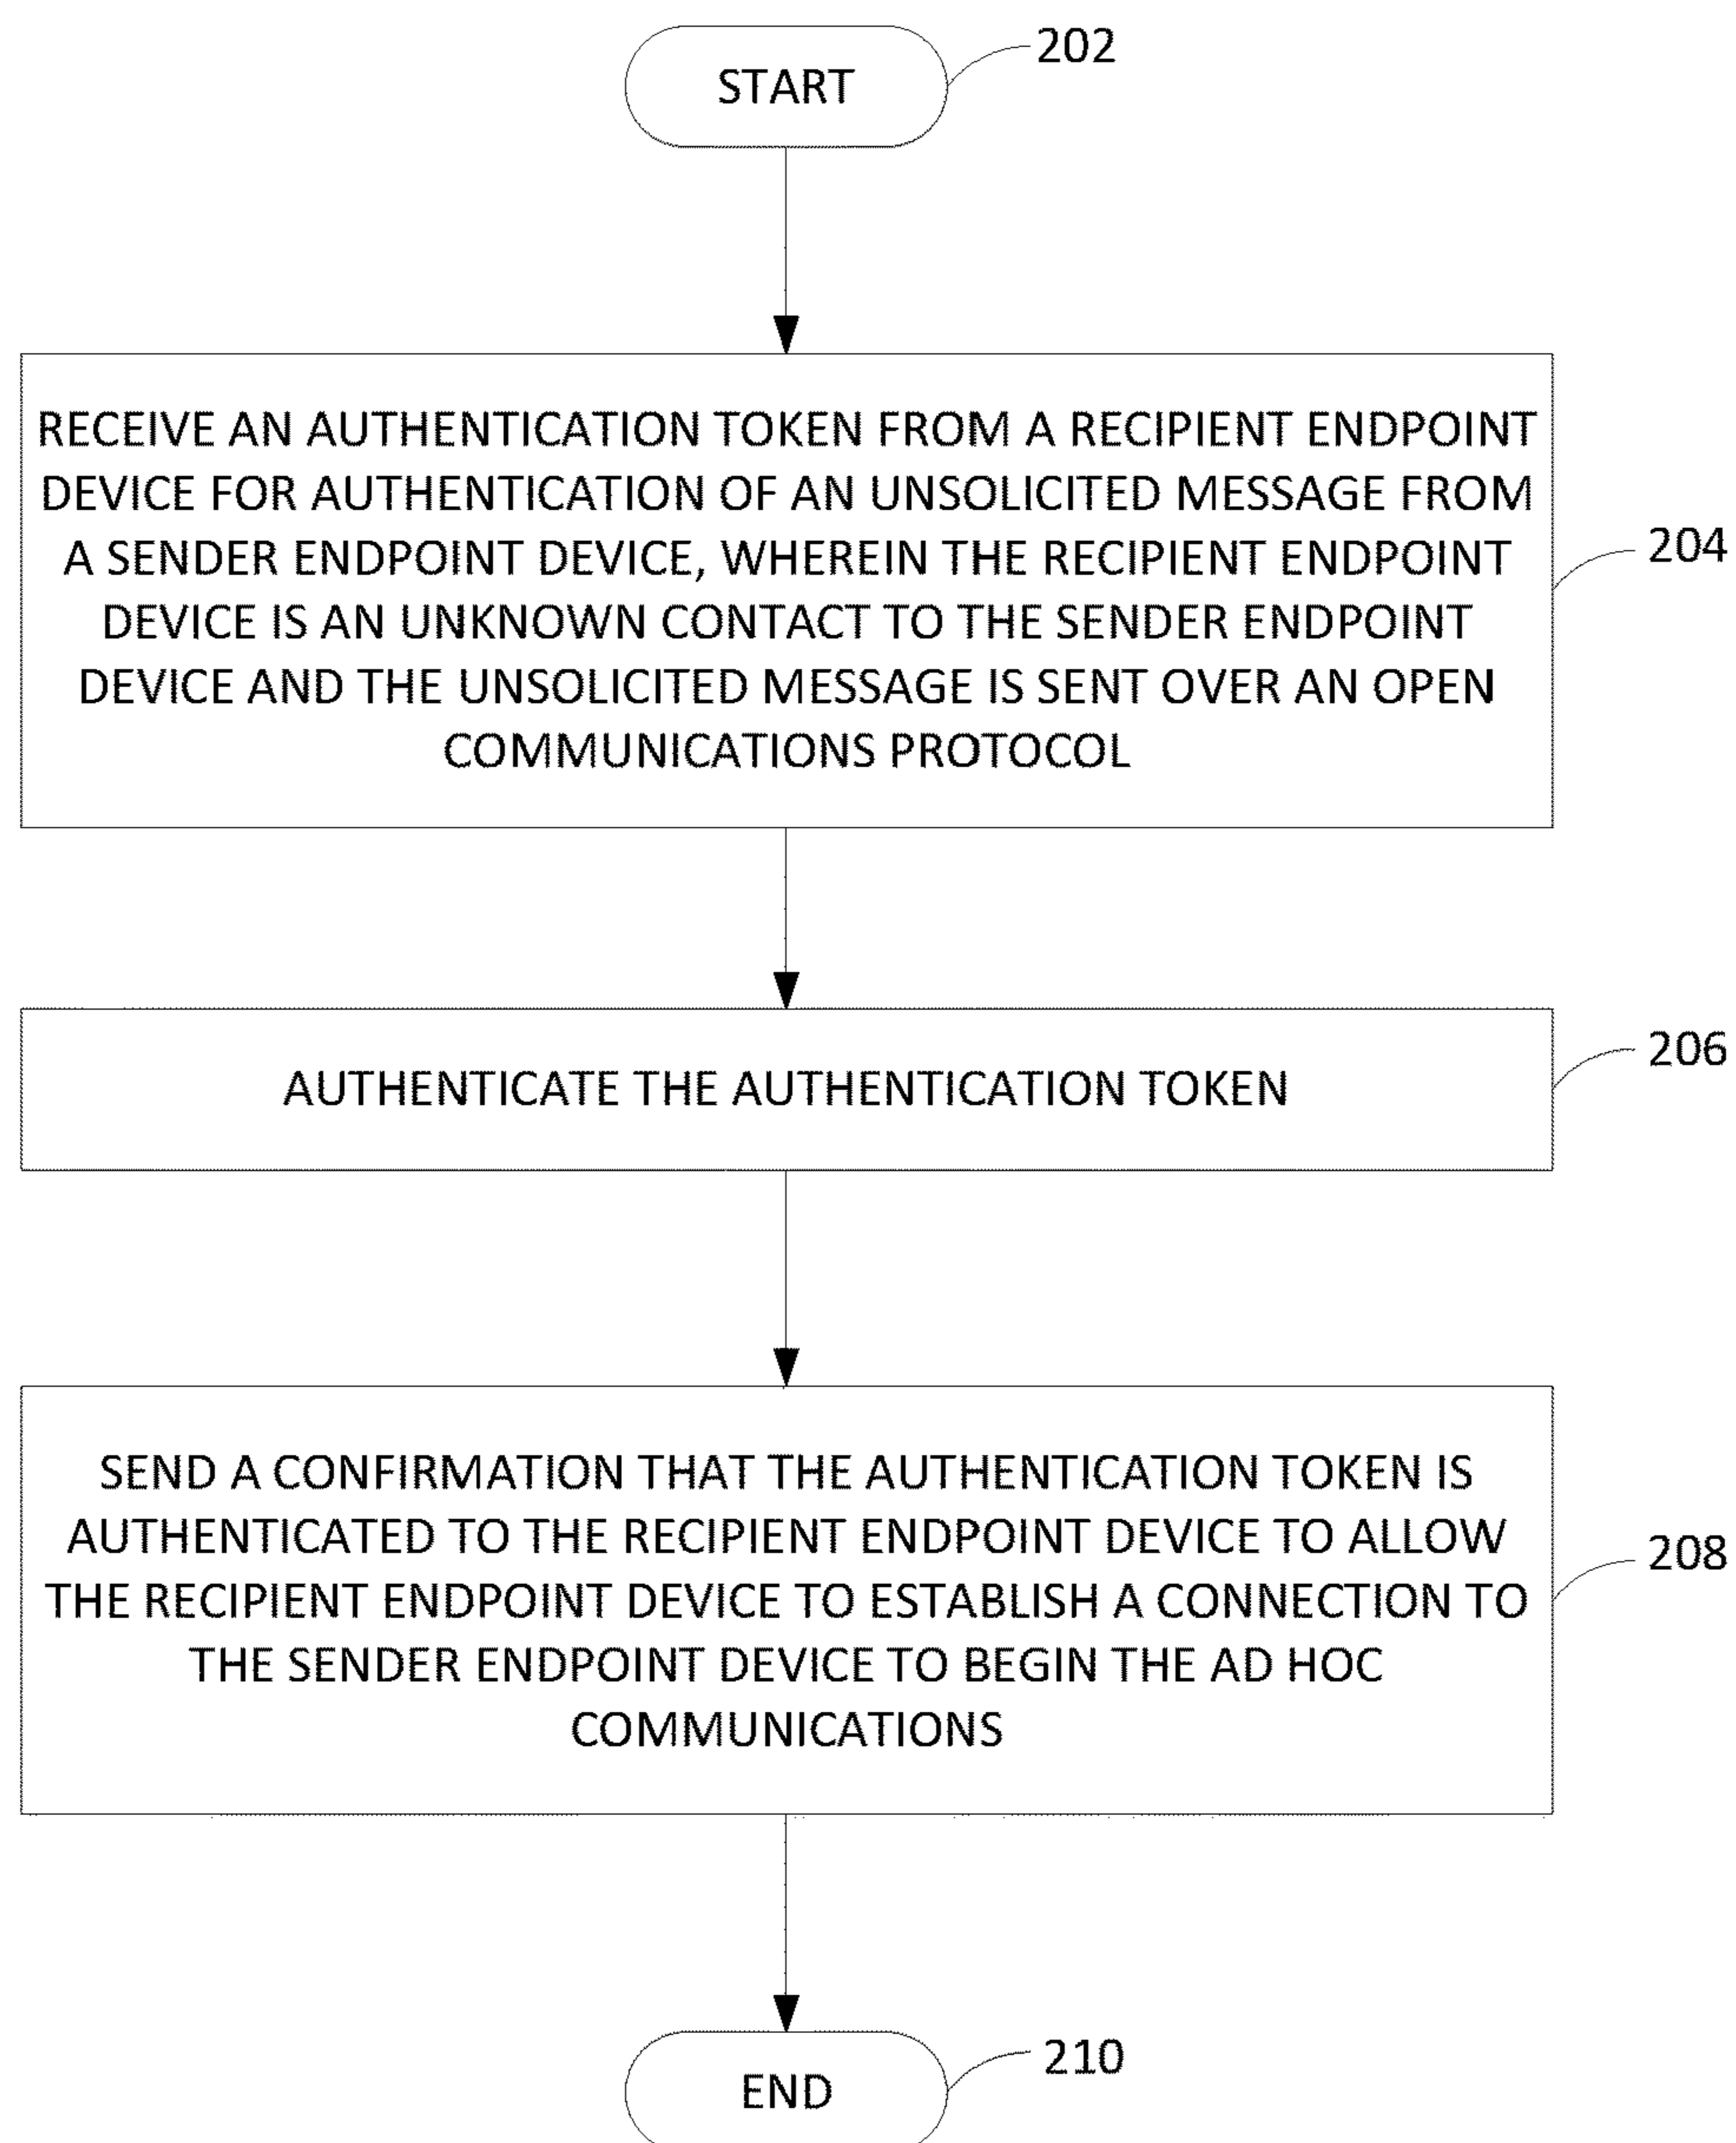 START
202
RECEIVE AN AUTHENTICATION TOKEN FROM A RECIPIENT ENDPOINT
DEVICE FOR AUTHENTICATION OF AN UNSOLICITED MESSAGE FROM
A SENDER ENDPOINT DEVICE, WHEREIN THE RECIPIENT ENDPOINT
DEVICE IS AN UNKNOWN CONTACT TO THE SENDER ENDPOINT
DEVICE AND THE UNSOLICITED MESSAGE IS SENT OVER AN OPEN
COMMUNICATIONS PROTOCOL
204
AUTHENTICATE THE AUTHENTICATION TOKEN
206
SEND A CONFIRMATION THAT THE AUTHENTICATION TOKEN IS
AUTHENTICATED TO THE RECIPIENT ENDPOINT DEVICE TO ALLOW
THE RECIPIENT ENDPOINT DEVICE TO ESTABLISH A CONNECTION TO
THE SENDER ENDPOINT DEVICE TO BEGIN THE AD HOC
COMMUNICATIONS
208
END
210